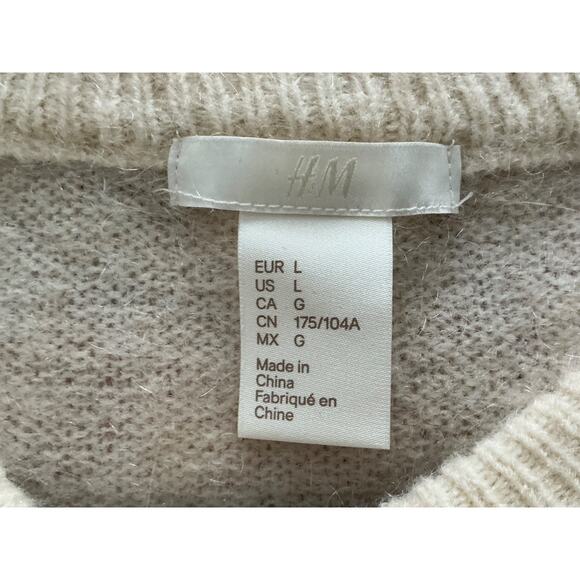 H&M
EUR L
US L
CA G
CN 175/104A
MX G
Made in
China
Fabriqué en
Chine